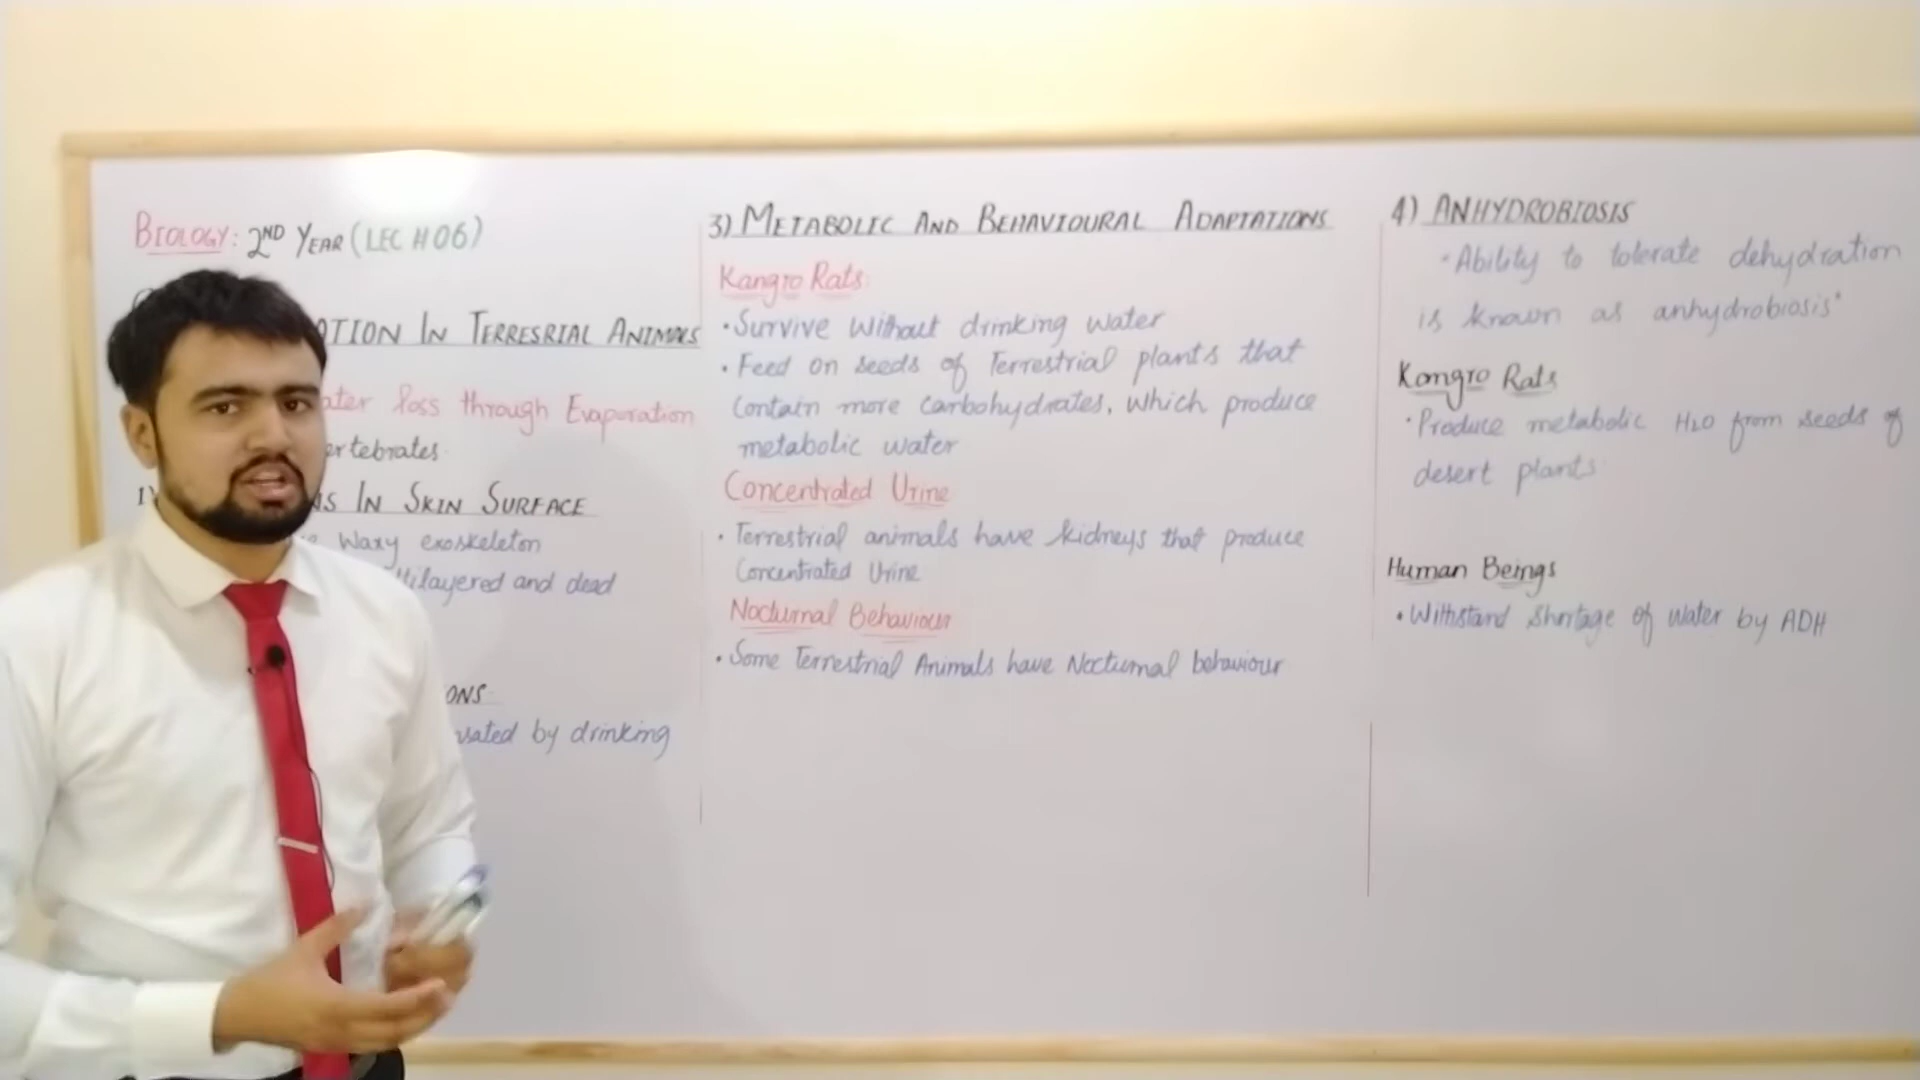 BIOLOGY: 2ND YEAR (LEC # 06)
ATION IN TERRESRIAL ANIMALS
ater loss through Evaporation
ertebrates
1)
NS IN SKIN SURFACE
Waxy exoskeleton
ltilayered and dead
ONS
nsated by drinking
3) METABOLIC AND BEHAVIOURAL ADAPTATIONS
Kangro Rats
• Survive without drinking water
• Feed on seeds of Terrestrial plants that
Contain more carbohydrates, which produce
metabolic water
Concentrated Urine
• Terrestrial animals have kidneys that produce
Concentrated Urine
Nocturnal Behaviour
• Some Terrestrial Animals have Nocturnal behaviour
4) ANHYDROBIOSIS
"Ability to tolerate dehydration
is known as anhydrobiosis"
Kangro Rats
• Produce metabolic H2O from seeds of
desert plants
Human Beings
• Withstand Shortage of water by ADH